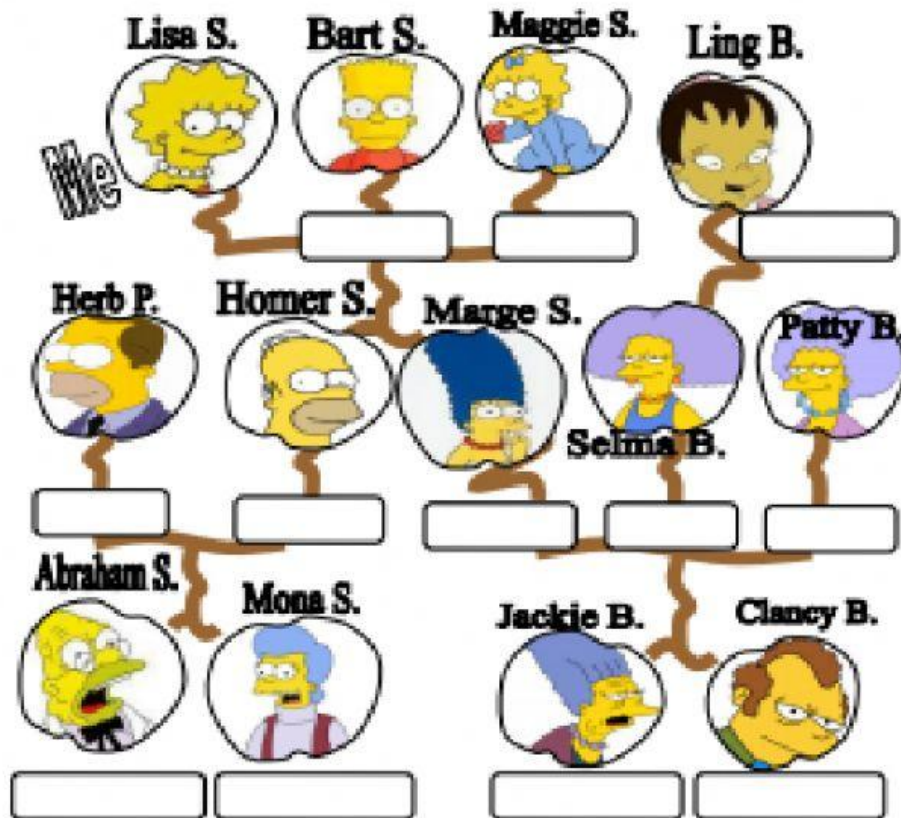 Lisa S.
Bart S.
Maggie S.
Ling B.
Me
Herb P.
Homer S.
Marge S.
Patty B.
Selma B.
Abraham S.
Mona S.
Jackie B.
Clancy B.